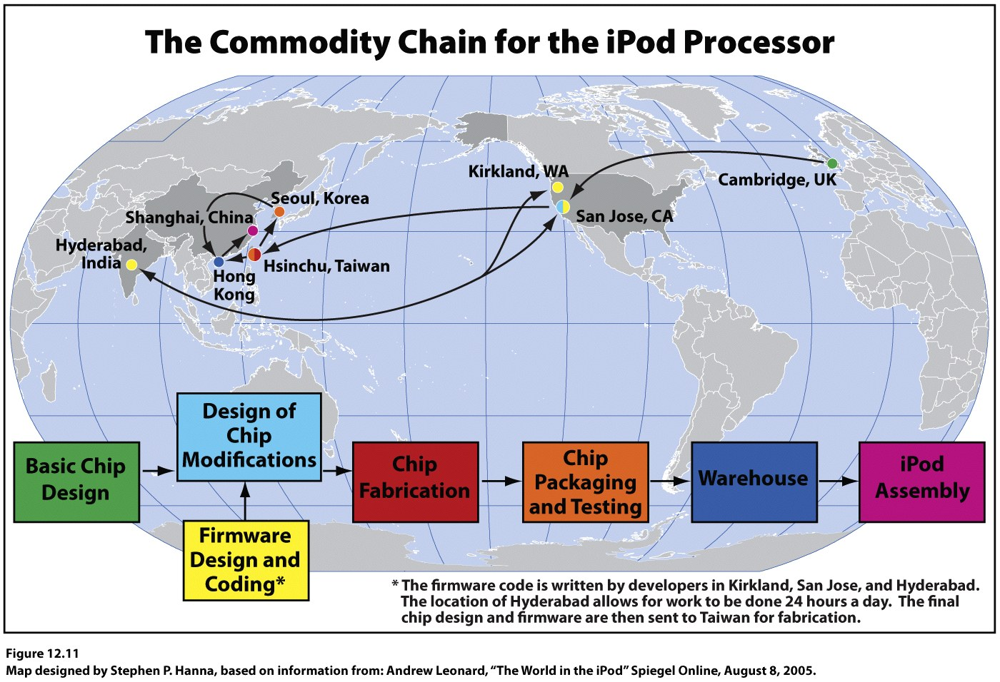 The Commodity Chain for the iPod Processor
Kirkland, WA
Cambridge, UK
Seoul, Korea
Shanghai, China
San Jose, CA
Hyderabad,
India
Hsinchu, Taiwan
Hong
Kong
Basic Chip
Design
Design of
Chip
Modifications
Firmware
Design and
Coding*
Chip
Fabrication
Chip
Packaging
and Testing
Warehouse
iPod
Assembly
* The firmware code is written by developers in Kirkland, San Jose, and Hyderabad.
The location of Hyderabad allows for work to be done 24 hours a day.  The final
chip design and firmware are then sent to Taiwan for fabrication.
Figure 12.11
Map designed by Stephen P. Hanna, based on information from: Andrew Leonard, “The World in the iPod” Spiegel Online, August 8, 2005.